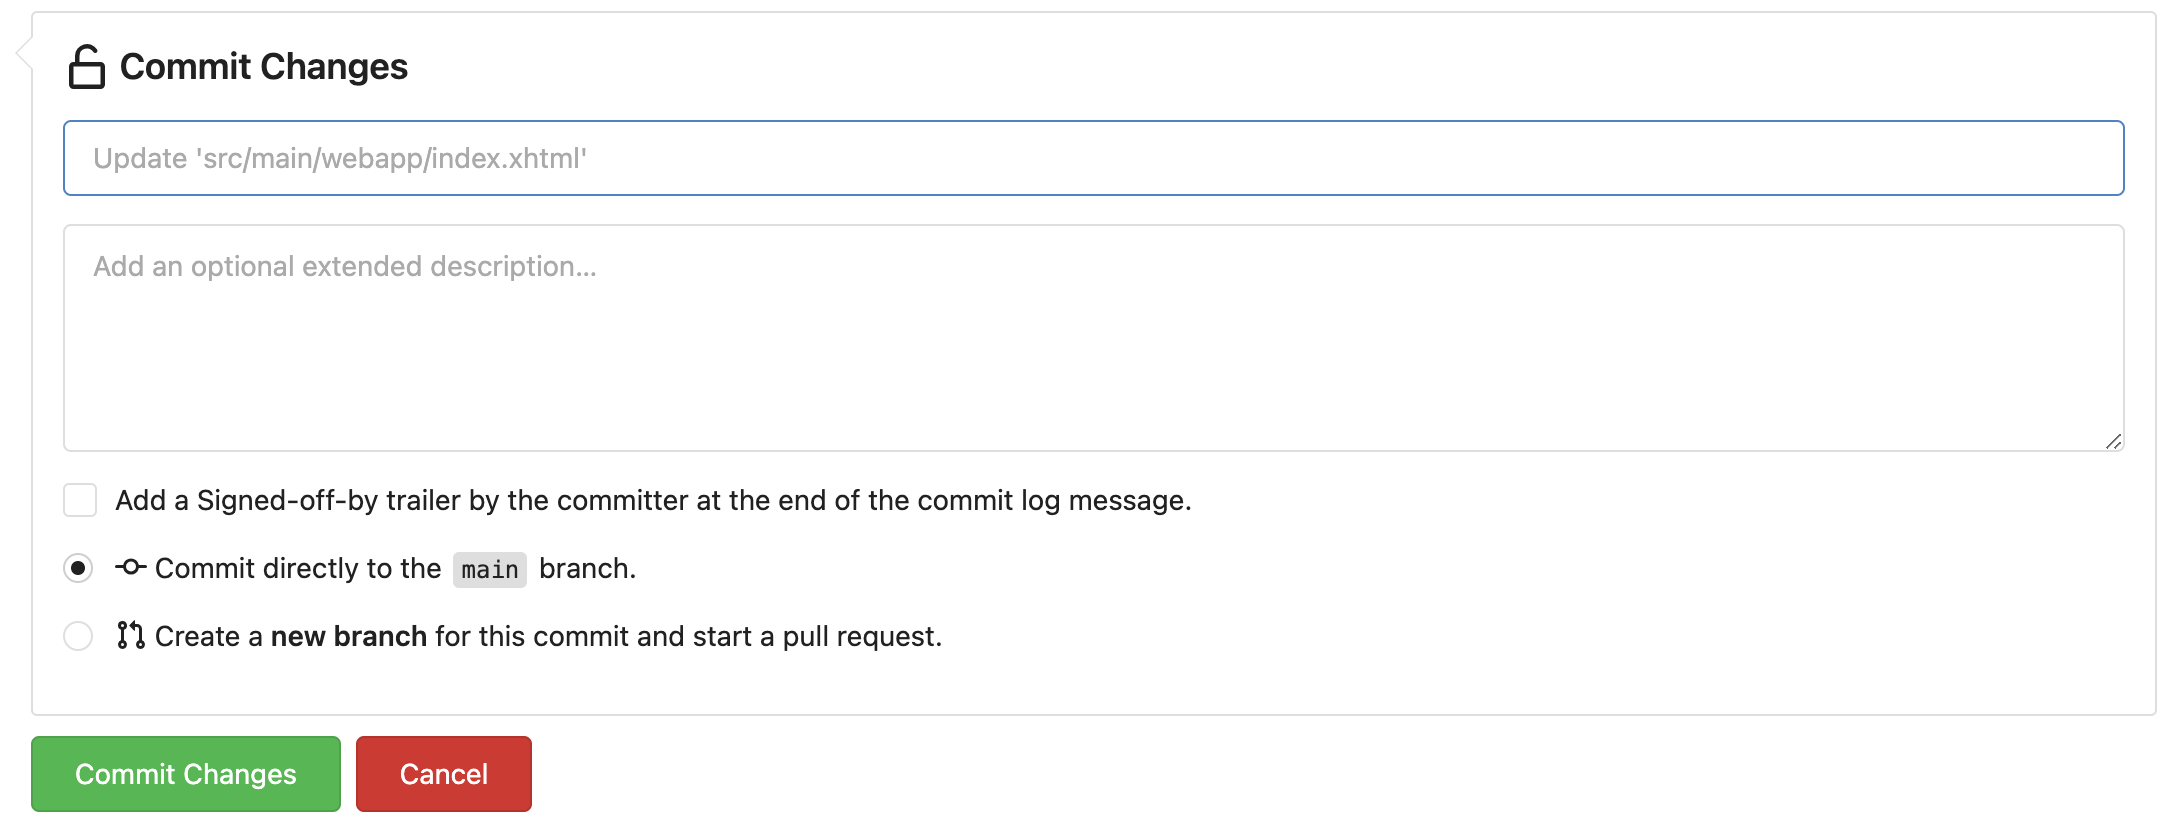 Commit Changes
Update 'src/main/webapp/index.xhtml'
Add an optional extended description...
Add a Signed-off-by trailer by the committer at the end of the commit log message.
Commit directly to the main branch.
Create a new branch for this commit and start a pull request.
Commit Changes
Cancel